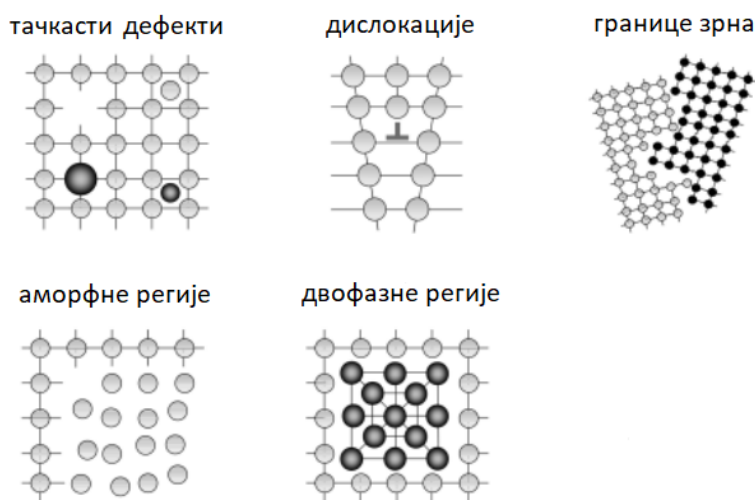 тачкасти дефекти
дислокације
границе зрна
аморфне регије
двофазне регије